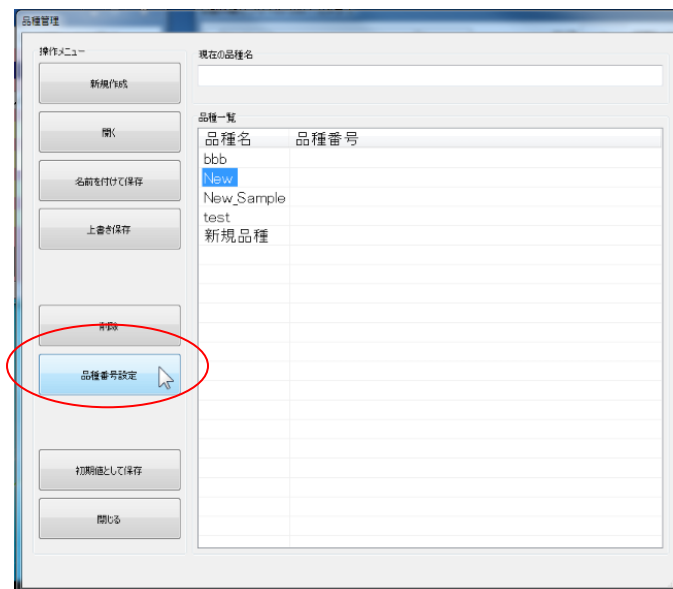 品種管理
操作メニュー
新規作成
開く
名前を付けて保存
上書き保存
削除
品種番号設定
初期値として保存
閉じる
現在の品種名
品種一覧
品種名 品種番号
bbb
New
New_Sample
test
新規品種